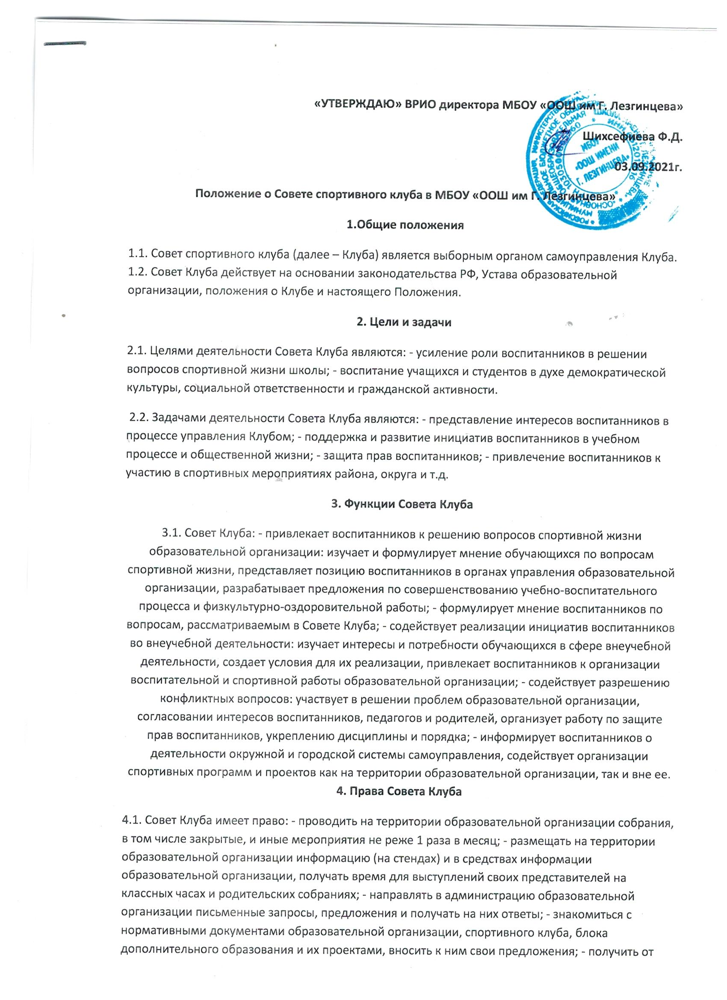 «УТВЕРЖДАЮ» ВРИО директора МБОУ «ООШ им Г. Лезгинцева»
Шихсефиева Ф.Д.
03.09.2021г.
МБОУ
«ООШ ИМЕНИ
Г. ЛЕЗГИНЦЕВА»
Положение о Совете спортивного клуба в МБОУ «ООШ им Г. Лезгинцева»
1.Общие положения
1.1. Совет спортивного клуба (далее – Клуба) является выборным органом самоуправления Клуба.
1.2. Совет Клуба действует на основании законодательства РФ, Устава образовательной
организации, положения о Клубе и настоящего Положения.
2. Цели и задачи
2.1. Целями деятельности Совета Клуба являются: - усиление роли воспитанников в решении
вопросов спортивной жизни школы; - воспитание учащихся и студентов в духе демократической
культуры, социальной ответственности и гражданской активности.
2.2. Задачами деятельности Совета Клуба являются: - представление интересов воспитанников в
процессе управления Клубом; - поддержка и развитие инициатив воспитанников в учебном
процессе и общественной жизни; - защита прав воспитанников; - привлечение воспитанников к
участию в спортивных мероприятиях района, округа и т.д.
3. Функции Совета Клуба
3.1. Совет Клуба: - привлекает воспитанников к решению вопросов спортивной жизни
образовательной организации: изучает и формулирует мнение обучающихся по вопросам
спортивной жизни, представляет позицию воспитанников в органах управления образовательной
организации, разрабатывает предложения по совершенствованию учебно-воспитательного
процесса и физкультурно-оздоровительной работы; - формулирует мнение воспитанников по
вопросам, рассматриваемым в Совете Клуба; - содействует реализации инициатив воспитанников
во внеучебной деятельности: изучает интересы и потребности обучающихся в сфере внеучебной
деятельности, создает условия для их реализации, привлекает воспитанников к организации
воспитательной и спортивной работы образовательной организации; - содействует разрешению
конфликтных вопросов: участвует в решении проблем образовательной организации,
согласовании интересов воспитанников, педагогов и родителей, организует работу по защите
прав воспитанников, укреплению дисциплины и порядка; - информирует воспитанников о
деятельности окружной и городской системы самоуправления, содействует организации
спортивных программ и проектов как на территории образовательной организации, так и вне ее.
4. Права Совета Клуба
4.1. Совет Клуба имеет право: - проводить на территории образовательной организации собрания,
в том числе закрытые, и иные мероприятия не реже 1 раза в месяц; - размещать на территории
образовательной организации информацию (на стендах) и в средствах информации
образовательной организации, получать время для выступлений своих представителей на
классных часах и родительских собраниях; - направлять в администрацию образовательной
организации письменные запросы, предложения и получать на них ответы; - знакомиться с
нормативными документами образовательной организации, спортивного клуба, блока
дополнительного образования и их проектами, вносить к ним свои предложения; - получить от